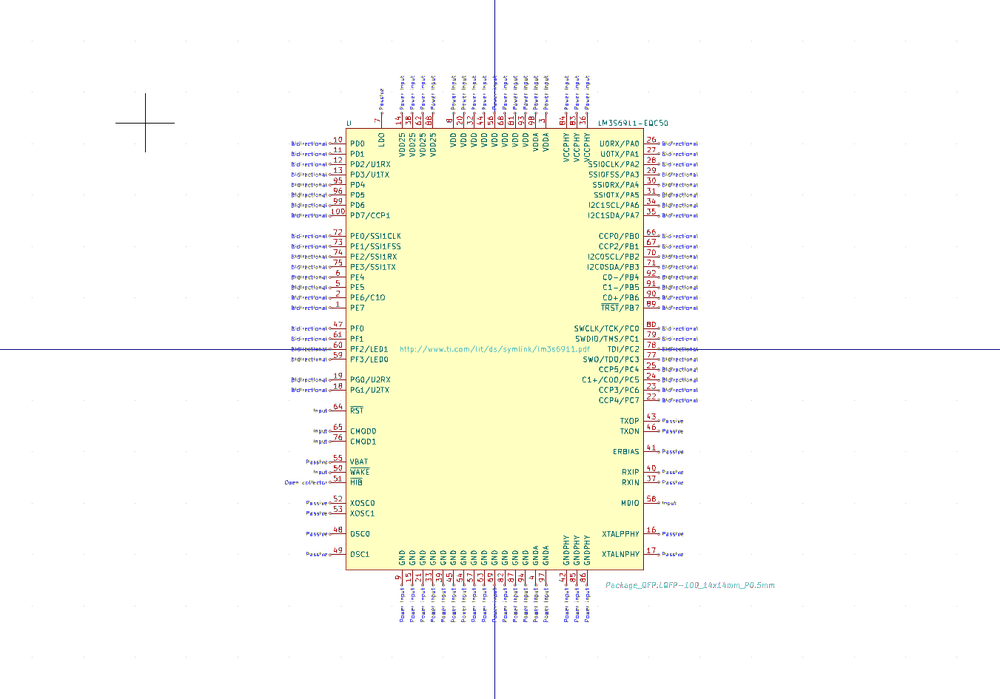 Passive Power Input Power Input Power Input Power Input Power Input Power Input Power Input Power Input Power Input Power Input Power Input Power Input Power Input Power Input Power Input Power Input Power Input
7 14 38 62 88 8 20 32 44 56 68 81 93 98 3 84 83 36
U LM3S6911-EQC50
LDO VDD25 VDD25 VDD25 VDD25 VDD VDD VDD VDD VDD VDD VDD VDD VDDA VDDA VCCPHY VCCPHY VCCPHY
Bidirectional 10 PD0 U0RX/PA0 26 Bidirectional
Bidirectional 11 PD1 U0TX/PA1 27 Bidirectional
Bidirectional 12 PD2/U1RX SSI0CLK/PA2 28 Bidirectional
Bidirectional 13 PD3/U1TX SSI0FSS/PA3 29 Bidirectional
Bidirectional 95 PD4 SSI0RX/PA4 30 Bidirectional
Bidirectional 96 PD5 SSI0TX/PA5 31 Bidirectional
Bidirectional 99 PD6 I2C1SCL/PA6 34 Bidirectional
Bidirectional 100 PD7/CCP1 I2C1SDA/PA7 35 Bidirectional
Bidirectional 72 PE0/SSI1CLK CCP0/PB0 66 Bidirectional
Bidirectional 73 PE1/SSI1FSS CCP2/PB1 67 Bidirectional
Bidirectional 74 PE2/SSI1RX I2C0SCL/PB2 70 Bidirectional
Bidirectional 75 PE3/SSI1TX I2C0SDA/PB3 71 Bidirectional
Bidirectional 6 PE4 C0-/PB4 92 Bidirectional
Bidirectional 5 PE5 C1-/PB5 91 Bidirectional
Bidirectional 2 PE6/C1O C0+/PB6 90 Bidirectional
Bidirectional 1 PE7 TRST/PB7 89 Bidirectional
Bidirectional 47 PF0 SWCLK/TCK/PC0 80 Bidirectional
Bidirectional 61 PF1 SWDIO/TMS/PC1 79 Bidirectional
Bidirectional 60 PF2/LED1 http://www.ti.com/lit/ds/symlink/lm3s6911.pdf TDI/PC2 78 Bidirectional
Bidirectional 59 PF3/LED0 SWO/TDO/PC3 77 Bidirectional
CCP5/PC4 25 Bidirectional
Bidirectional 19 PG0/U2RX C1+/C0O/PC5 24 Bidirectional
Bidirectional 18 PG1/U2TX CCP3/PC6 23 Bidirectional
CCP4/PC7 22 Bidirectional
Input 64 RST
TXOP 43 Passive
Input 65 CMOD0 TXON 46 Passive
Input 76 CMOD1
ERBIAS 41 Passive
Passive 55 VBAT
Input 50 WAKE RXIP 40 Passive
Open collector 51 HIB RXIN 37 Passive
Passive 52 XOSC0 MDIO 58 Input
Passive 53 XOSC1
Passive 48 OSC0 XTALPPHY 16 Passive
Passive 49 OSC1 XTALNPHY 17 Passive
GND GND GND GND GND GND GND GND GND GND GND GND GND GNDA GNDA GNDPHY GNDPHY GNDPHY
9 15 21 33 39 45 54 57 63 69 82 87 94 4 97 42 85 86
Package_QFP:LQFP-100_14x14mm_P0.5mm
Power Input Power Input Power Input Power Input Power Input Power Input Power Input Power Input Power Input Power Input Power Input Power Input Power Input Power Input Power Input Power Input Power Input Power Input